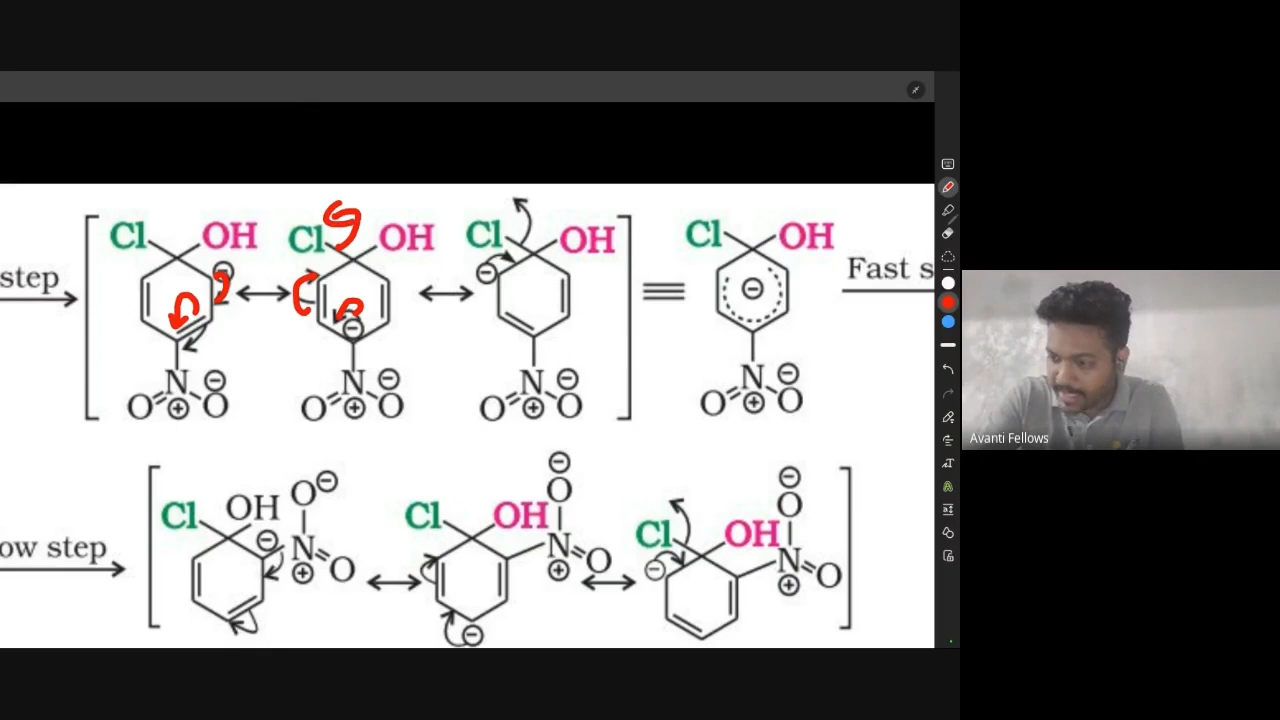 Cl OH Cl OH Cl OH Cl OH
step
Fast s
⊖ ⊖ ⊖ ⊖
N ⊖ N ⊖ N ⊖ N ⊖
O ⊕ O O ⊕ O O ⊕ O O ⊕ O
Avanti Fellows
⊖ ⊖
Cl OH O⊖ Cl OH O Cl OH O
ow step
⊖ N O N O ⊖ N O
⊕ ⊕ ⊕
⊖